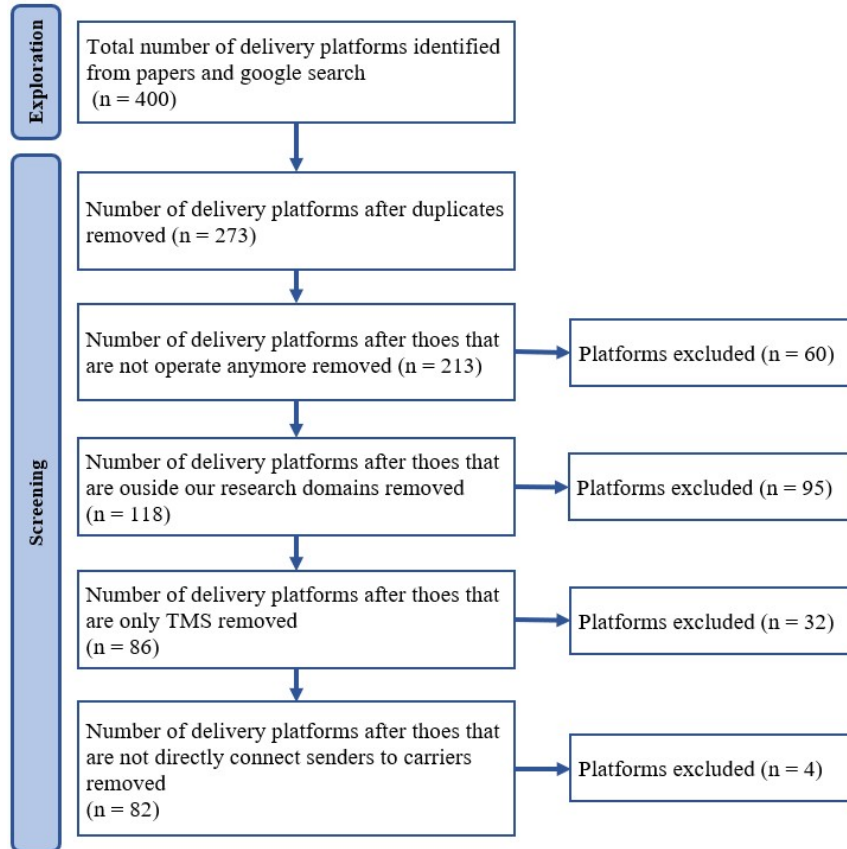 Exploration
Total number of delivery platforms identified
from papers and google search
(n = 400)
Screening
Number of delivery platforms after duplicates
removed (n = 273)
Number of delivery platforms after thoes that
are not operate anymore removed (n = 213)
Platforms excluded (n = 60)
Number of delivery platforms after thoes that
are ouside our research domains removed
(n = 118)
Platforms excluded (n = 95)
Number of delivery platforms after thoes that
are only TMS removed
(n = 86)
Platforms excluded (n = 32)
Number of delivery platforms after thoes that
are not directly connect senders to carriers
removed
(n = 82)
Platforms excluded (n = 4)